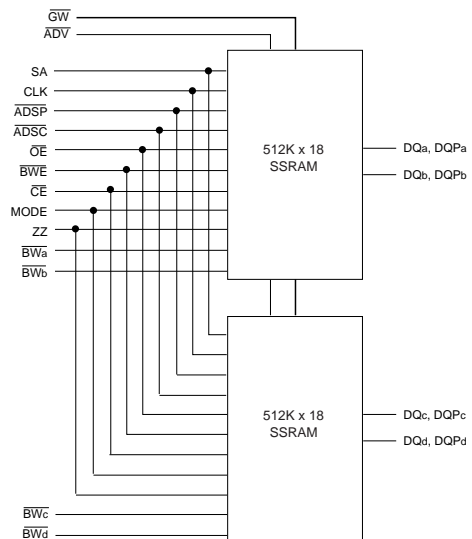 GW
ADV
SA
CLK
ADSP
ADSC
OE
BWE
CE
MODE
ZZ
BWa
BWb
512K x 18
SSRAM
DQa, DQPa
DQb, DQPb
512K x 18
SSRAM
DQc, DQPc
DQd, DQPd
BWc
BWd